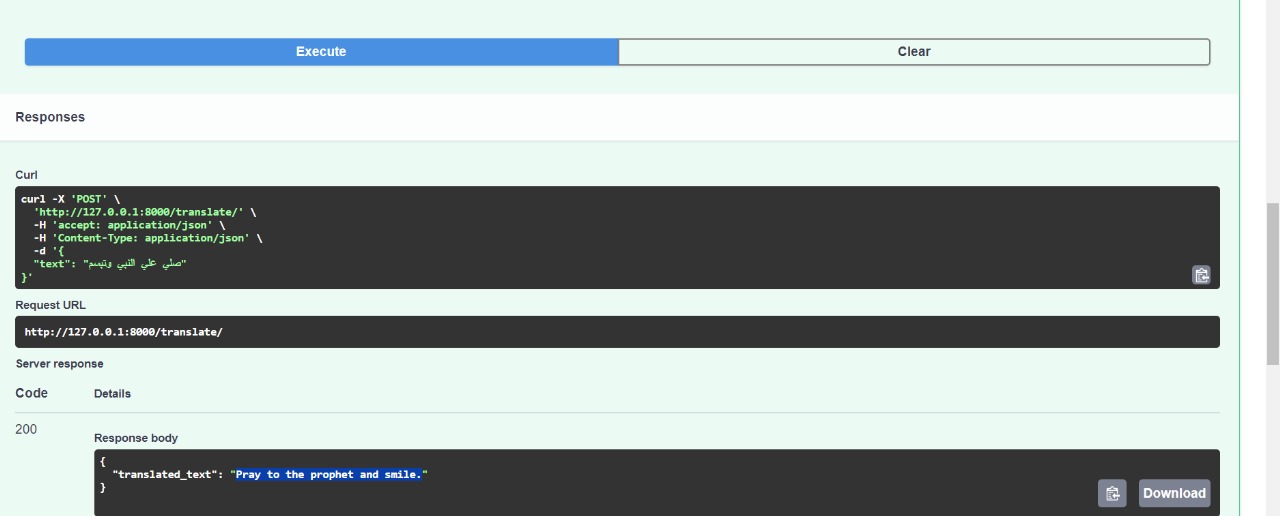 Execute
Clear
Responses
Curl
curl -X 'POST' \
'http://127.0.0.1:8000/translate/' \
-H 'accept: application/json' \
-H 'Content-Type: application/json' \
-d '{
"text": "صلي علي النبي وتبسم"
}'
Request URL
http://127.0.0.1:8000/translate/
Server response
Code
Details
200
Response body
{
"translated_text": "Pray to the prophet and smile."
}
Download